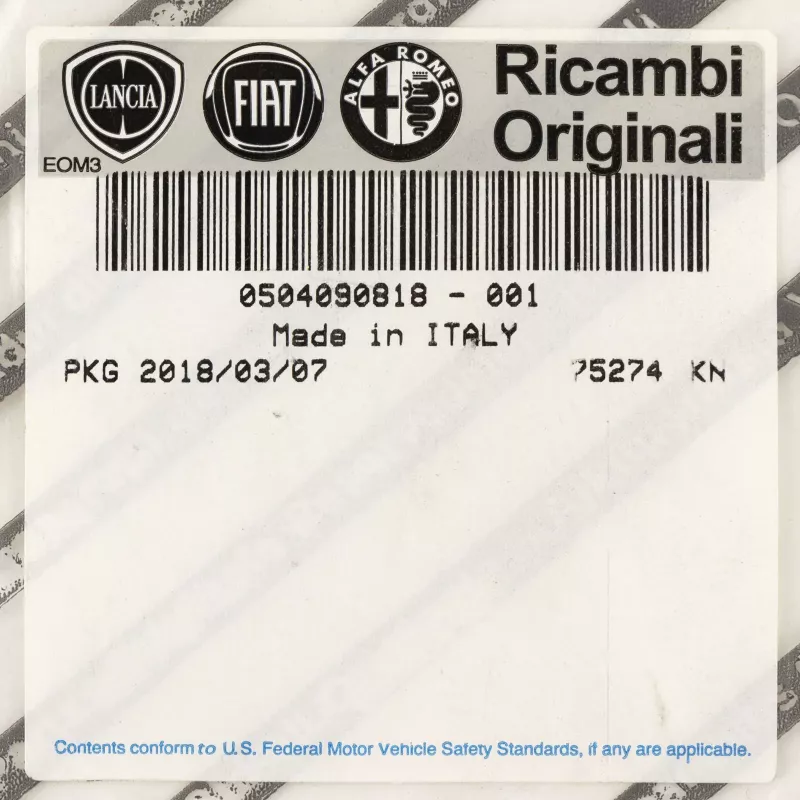 LANCIA
FIAT
ALFA ROMEO
Ricambi
Originali
EOM3
0504090818 - 001
Made in ITALY
PKG 2018/03/07 75274 KN
Contents conform to U.S. Federal Motor Vehicle Safety Standards, if any are applicable.